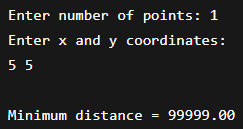 Enter number of points: 1
Enter x and y coordinates:
5 5
Minimum distance = 99999.00